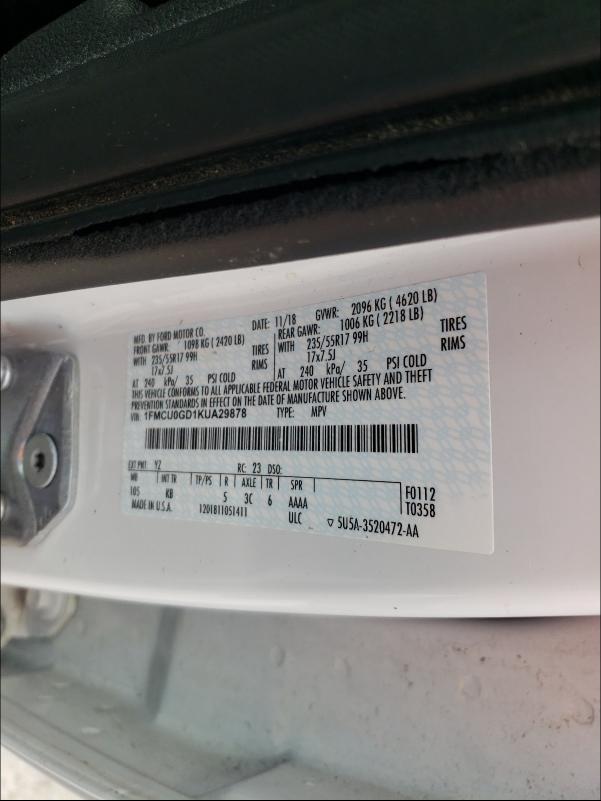 MFD. BY FORD MOTOR CO. DATE: 11/18 GVWR: 2096 KG ( 4620 LB)
FRONT GAWR: 1098 KG ( 2420 LB) REAR GAWR: 1006 KG ( 2218 LB)
WITH 235/55R17 99H TIRES WITH 235/55R17 99H TIRES
17x7.5J RIMS 17x7.5J RIMS
AT 240 kPa/ 35 PSI COLD AT 240 kPa/ 35 PSI COLD
THIS VEHICLE CONFORMS TO ALL APPLICABLE FEDERAL MOTOR VEHICLE SAFETY AND THEFT
PREVENTION STANDARDS IN EFFECT ON THE DATE OF MANUFACTURE SHOWN ABOVE.
VIN: 1FMCU0GD1KUA29878 TYPE: MPV
EXT PNT: YZ RC: 23 DSO:
WB INT TR TP/PS R AXLE TR SPR
105 KB 5 3C 6 AAAA F0112
MADE IN U.S.A. 1201811051411 ULC T0358
▽ 5U5A-3520472-AA